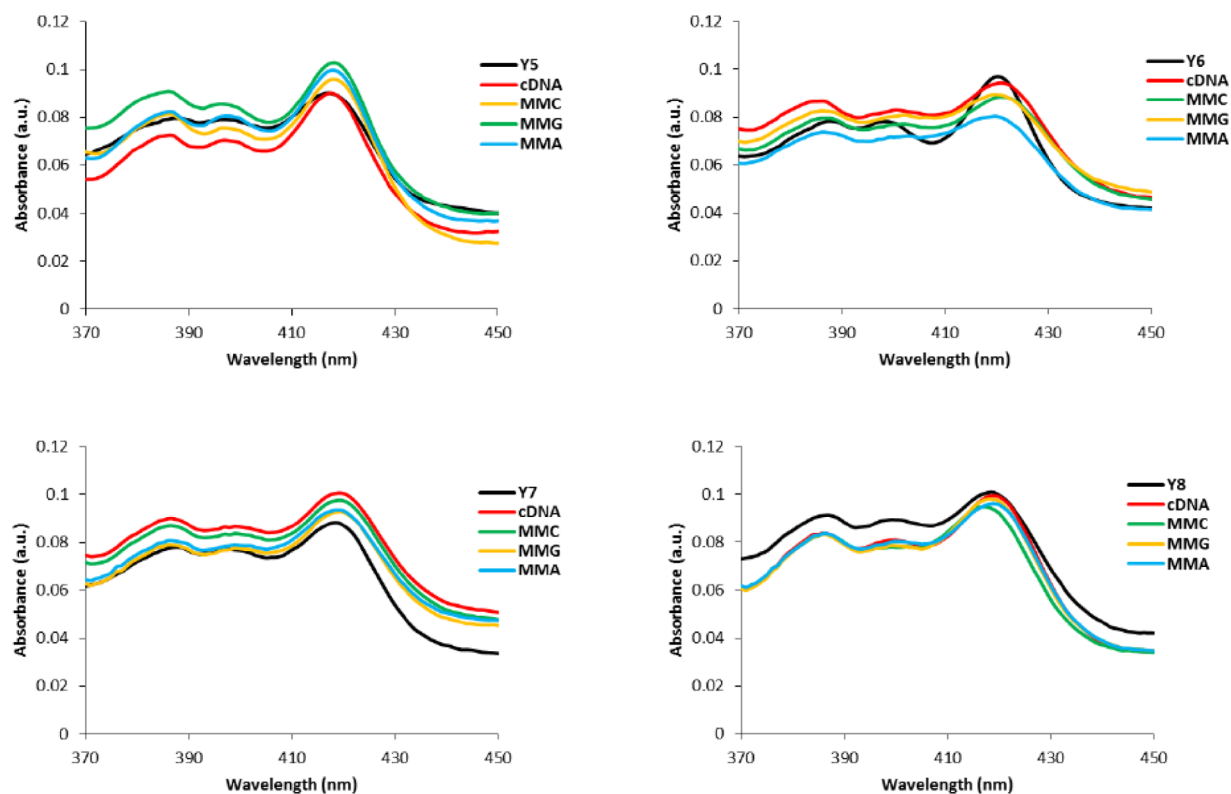 0.12
0.1
0.08
0.06
0.04
0.02
0
Absorbance (a.u.)
370 390 410 430 450
Wavelength (nm)
Y5
cDNA
MMC
MMG
MMA
0.12
0.1
0.08
0.06
0.04
0.02
0
Absorbance (a.u.)
370 390 410 430 450
Wavelength (nm)
Y6
cDNA
MMC
MMG
MMA
0.12
0.1
0.08
0.06
0.04
0.02
0
Absorbance (a.u.)
370 390 410 430 450
Wavelength (nm)
Y7
cDNA
MMC
MMG
MMA
0.12
0.1
0.08
0.06
0.04
0.02
0
Absorbance (a.u.)
370 390 410 430 450
Wavelength (nm)
Y8
cDNA
MMC
MMG
MMA